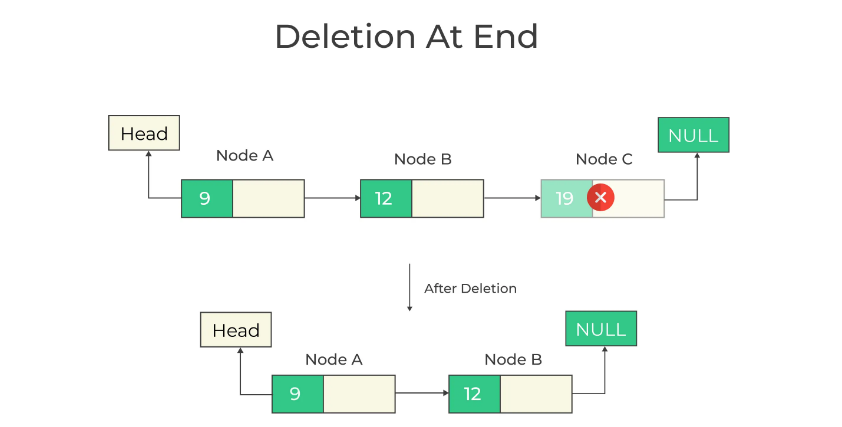 Deletion At End
Head
Node A
Node B
Node C
NULL
9
12
19
After Deletion
Head
Node A
Node B
NULL
9
12